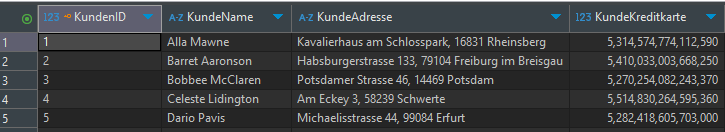 123 KundenID A-Z KundeName A-Z KundeAdresse 123 KundeKreditkarte
1 1 Alla Mawne Kavalierhaus am Schlosspark, 16831 Rheinsberg 5,314,574,774,112,590
2 2 Barret Aaronson Habsburgerstrasse 133, 79104 Freiburg im Breisgau 5,410,033,003,668,250
3 3 Bobbee McClaren Potsdamer Strasse 46, 14469 Potsdam 5,270,254,082,243,370
4 4 Celeste Lidington Am Eckey 3, 58239 Schwerte 5,514,830,264,595,360
5 5 Dario Pavis Michaelisstrasse 44, 99084 Erfurt 5,282,418,605,703,000